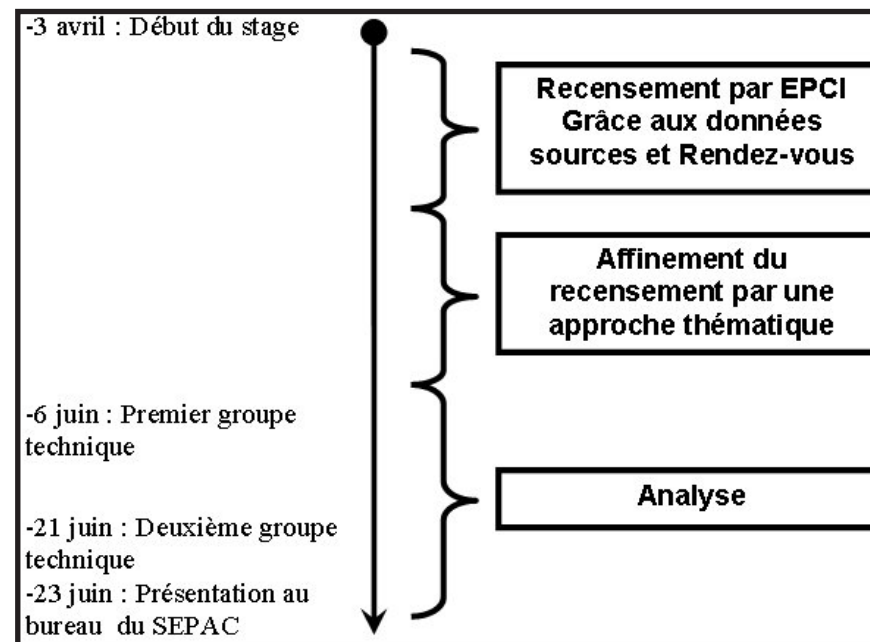 -3 avril : Début du stage
Recensement par EPCI
Grâce aux données
sources et Rendez-vous
Affinement du
recensement par une
approche thématique
-6 juin : Premier groupe
technique
Analyse
-21 juin : Deuxième groupe
technique
-23 juin : Présentation au
bureau du SEPAC